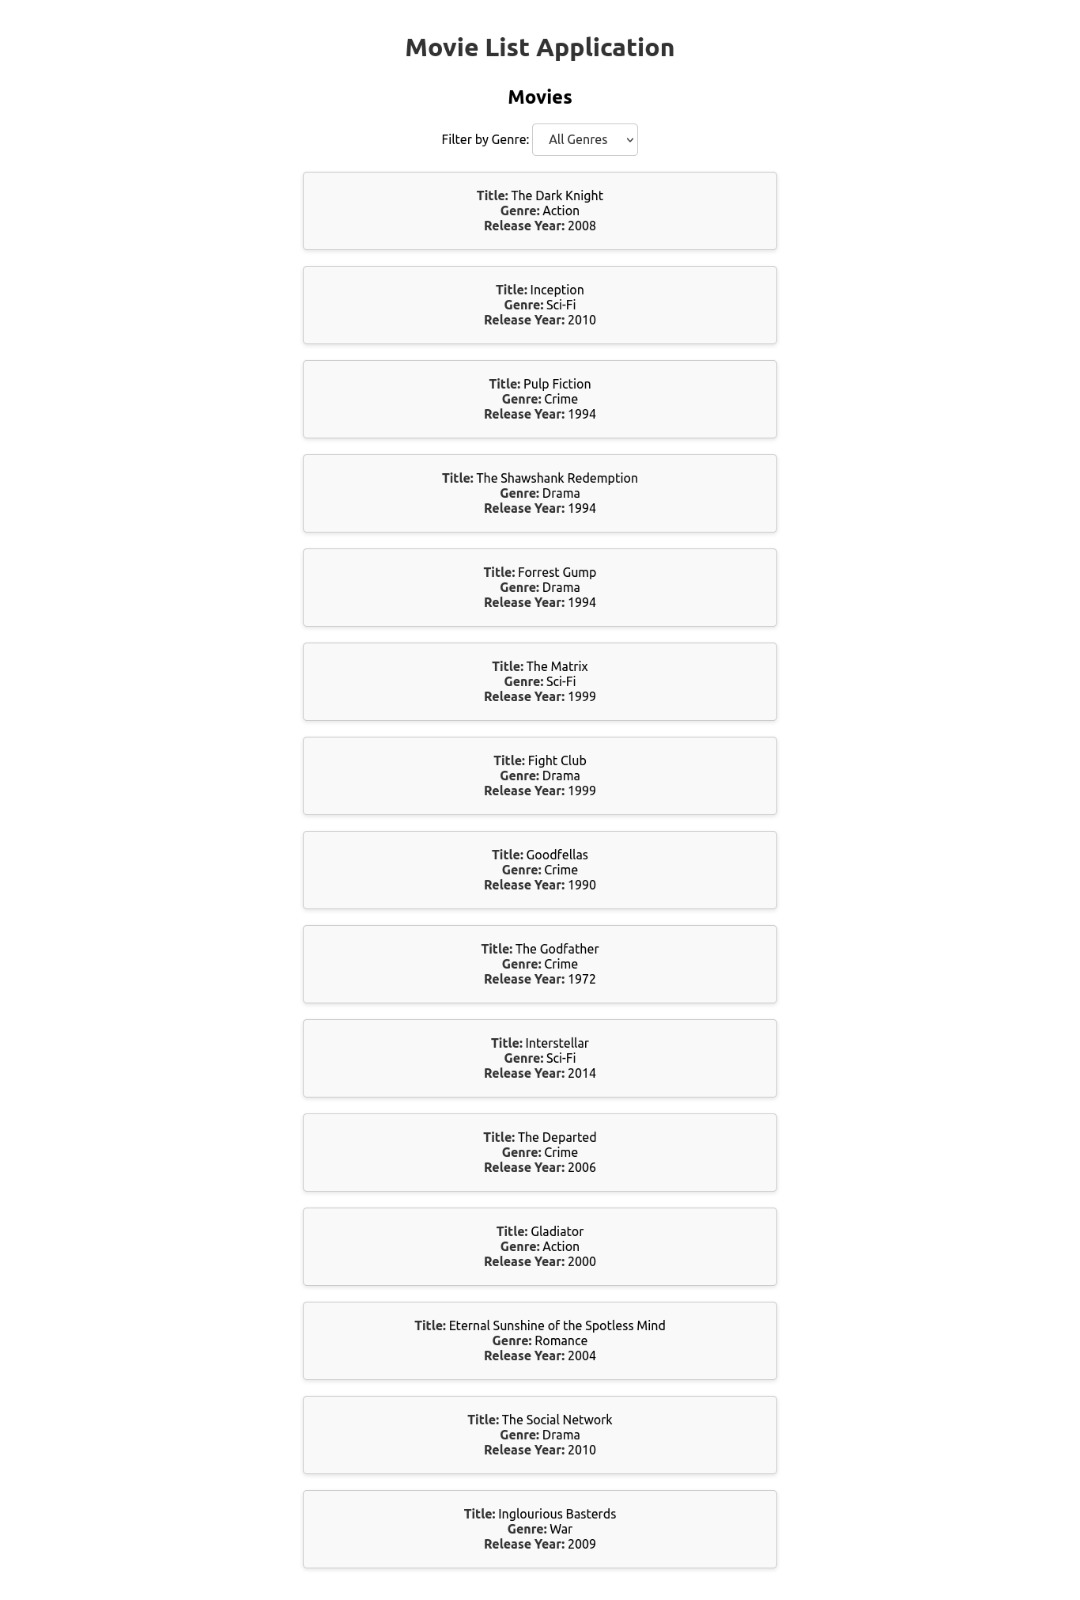 Movie List Application
Movies
Filter by Genre: All Genres
Title: The Dark Knight
Genre: Action
Release Year: 2008
Title: Inception
Genre: Sci-Fi
Release Year: 2010
Title: Pulp Fiction
Genre: Crime
Release Year: 1994
Title: The Shawshank Redemption
Genre: Drama
Release Year: 1994
Title: Forrest Gump
Genre: Drama
Release Year: 1994
Title: The Matrix
Genre: Sci-Fi
Release Year: 1999
Title: Fight Club
Genre: Drama
Release Year: 1999
Title: Goodfellas
Genre: Crime
Release Year: 1990
Title: The Godfather
Genre: Crime
Release Year: 1972
Title: Interstellar
Genre: Sci-Fi
Release Year: 2014
Title: The Departed
Genre: Crime
Release Year: 2006
Title: Gladiator
Genre: Action
Release Year: 2000
Title: Eternal Sunshine of the Spotless Mind
Genre: Romance
Release Year: 2004
Title: The Social Network
Genre: Drama
Release Year: 2010
Title: Inglourious Basterds
Genre: War
Release Year: 2009